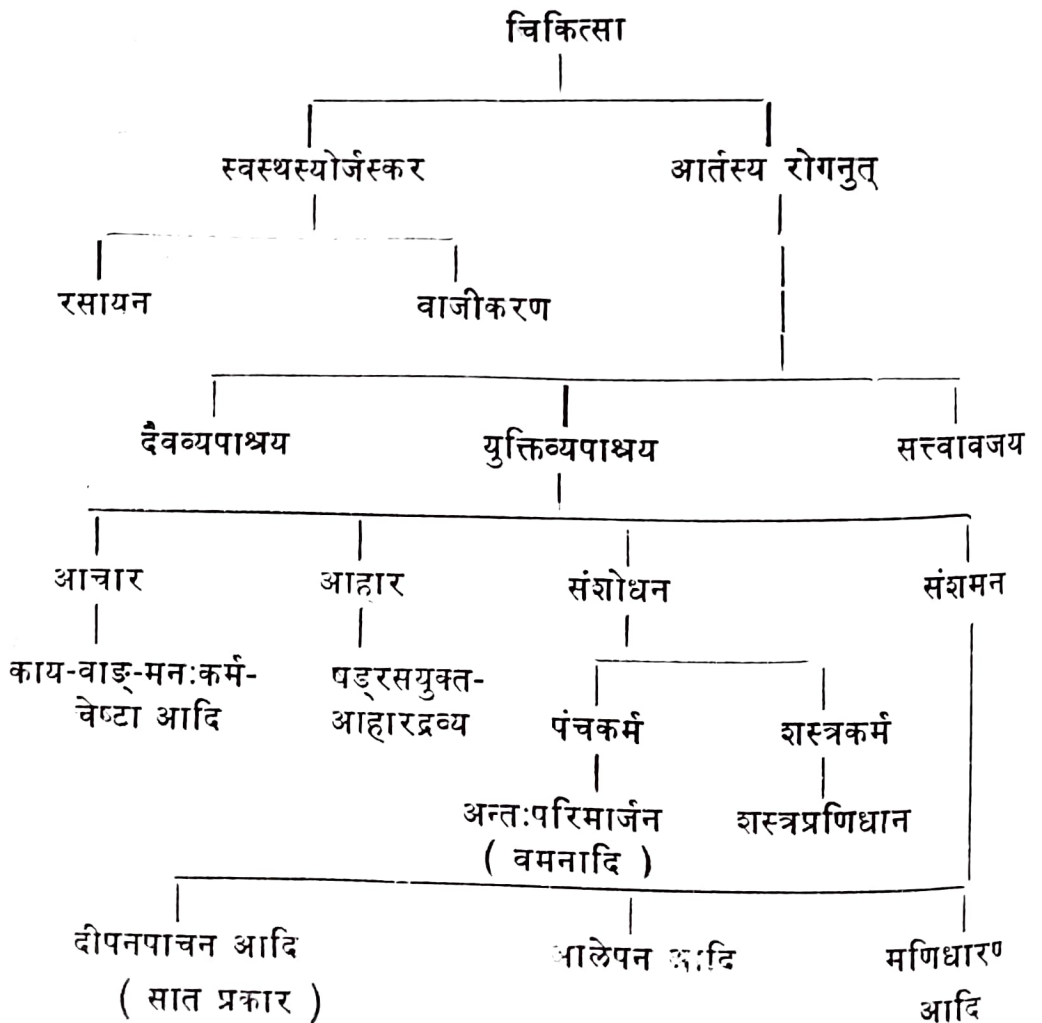 चिकित्सा
स्वस्थस्योर्जस्कर आर्तस्य रोगनुत्
रसायन वाजीकरण
दैवव्यपाश्रय युक्तिव्यपाश्रय सत्त्वावजय
आचार आहार संशोधन संशमन
काय-वाङ्-मन:कर्म- षड्रसयुक्त-
चेष्टा आदि आहारद्रव्य पंचकर्म शस्त्रकर्म
अन्त:परिमार्जन शस्त्रप्रणिधान
( वमनादि )
दीपनपाचन आदि आलेपन आदि मणिधारण
( सात प्रकार ) आदि